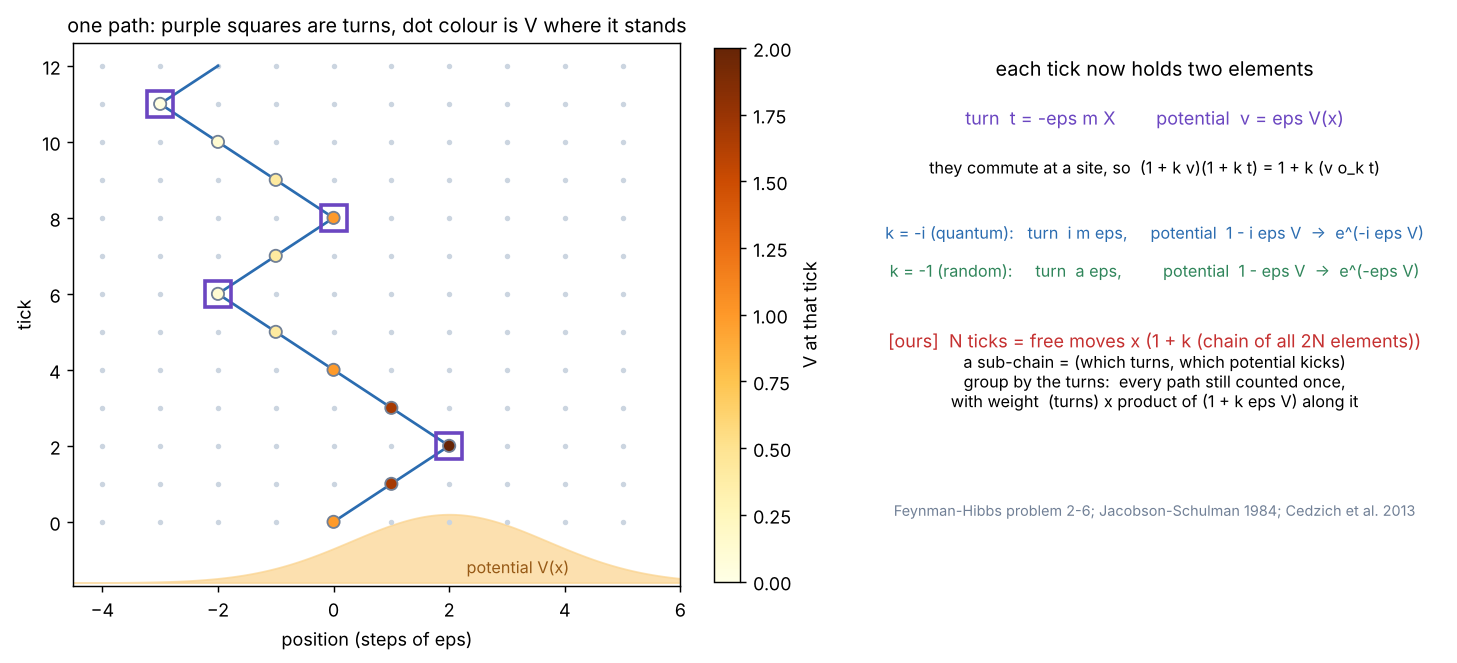 one path: purple squares are turns, dot colour is V where it stands
12
10
8
6
4
2
0
tick
−4
−2
0
2
4
6
position (steps of eps)
potential V(x)
2.00
1.75
1.50
1.25
1.00
0.75
0.50
0.25
0.00
V at that tick
each tick now holds two elements
turn t = -eps m X potential v = eps V(x)
they commute at a site, so (1 + k v)(1 + k t) = 1 + k (v o_k t)
k = -i (quantum): turn i m eps, potential 1 - i eps V → e^(-i eps V)
k = -1 (random): turn a eps, potential 1 - eps V → e^(-eps V)
[ours] N ticks = free moves x (1 + k (chain of all 2N elements))
a sub-chain = (which turns, which potential kicks)
group by the turns: every path still counted once,
with weight (turns) x product of (1 + k eps V) along it
Feynman-Hibbs problem 2-6; Jacobson-Schulman 1984; Cedzich et al. 2013